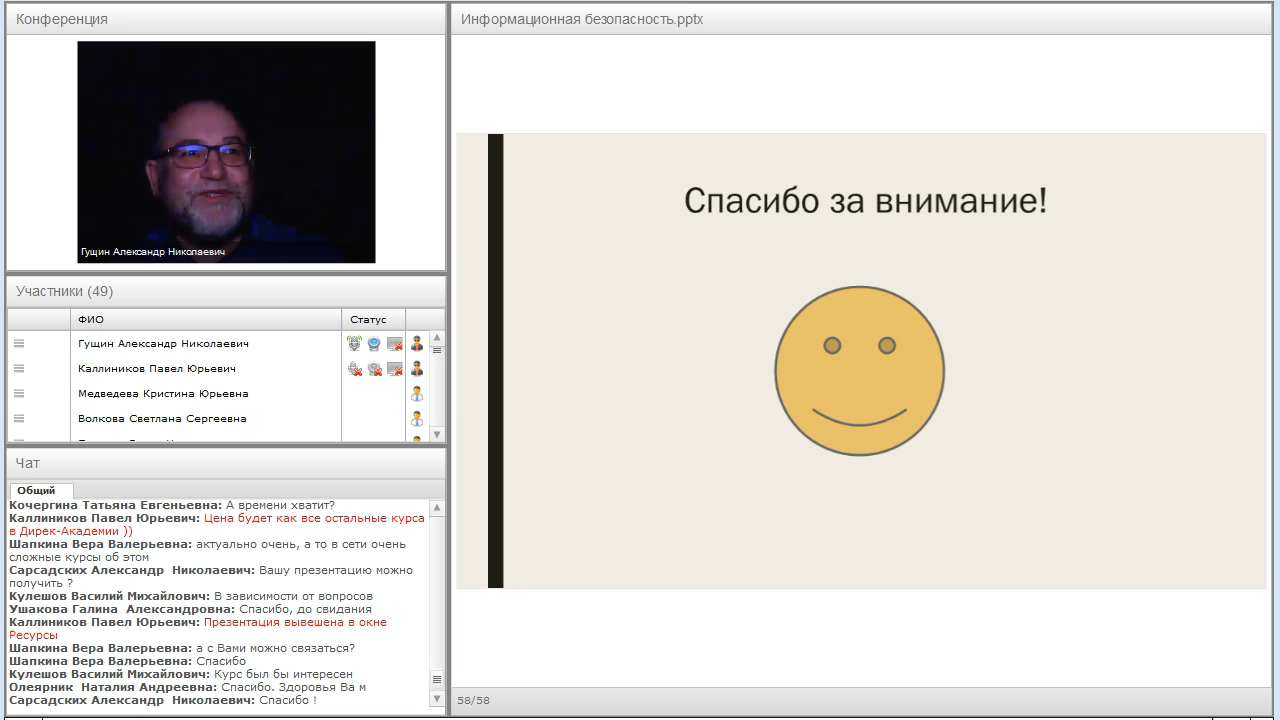 Конференция
Гущин Александр Николаевич
Участники (49)
ФИО Статус
Гущин Александр Николаевич
Каллиников Павел Юрьевич
Медведева Кристина Юрьевна
Волкова Светлана Сергеевна
Чат
Общий
Кочергина Татьяна Евгеньевна: А времени хватит?
Каллиников Павел Юрьевич: Цена будет как все остальные курса
в Дирек-Академии ))
Шапкина Вера Валерьевна: актуально очень, а то в сети очень
сложные курсы об этом
Сарсадских Александр Николаевич: Вашу презентацию можно
получить ?
Кулешов Василий Михайлович: В зависимости от вопросов
Ушакова Галина Александровна: Спасибо, до свидания
Каллиников Павел Юрьевич: Презентация вывешена в окне
Ресурсы
Шапкина Вера Валерьевна: а с Вами можно связаться?
Шапкина Вера Валерьевна: Спасибо
Кулешов Василий Михайлович: Курс был бы интересен
Олеярник Наталия Андреевна: Спасибо. Здоровья Ва м
Сарсадских Александр Николаевич: Спасибо !
Информационная безопасность.pptx
Спасибо за внимание!
58/58